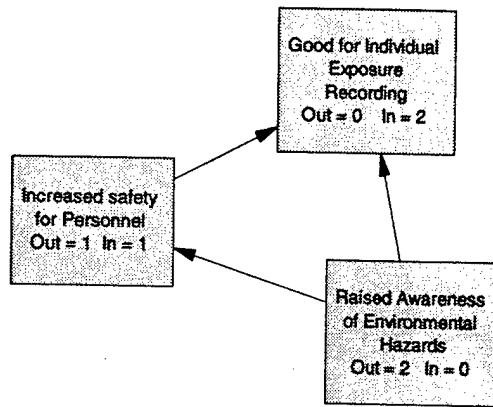 Good for Individual
Exposure
Recording
Out = 0 In = 2
Increased safety
for Personnel
Out = 1 In = 1
Raised Awareness
of Environmental
Hazards
Out = 2 In = 0